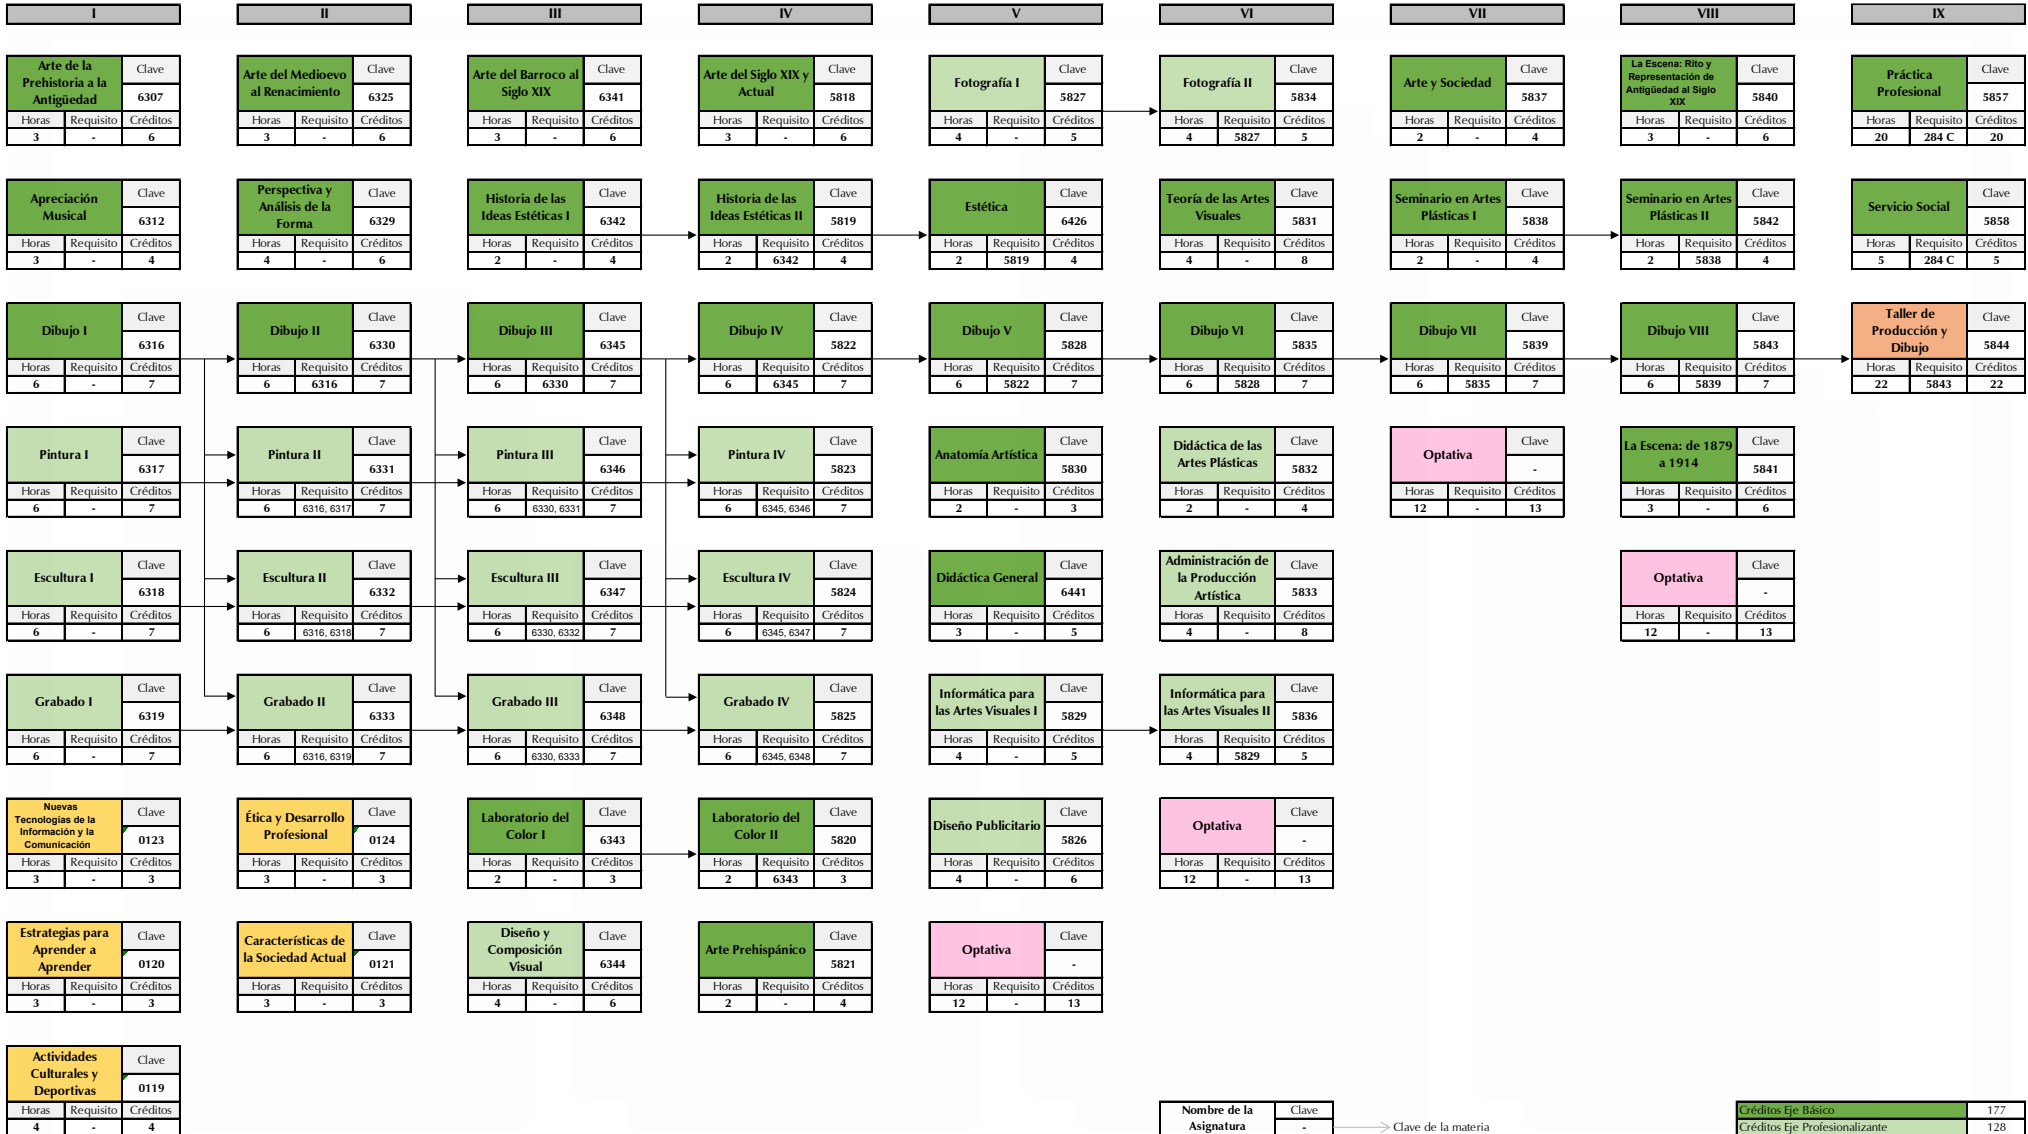 I II III IV V VI VII VIII IX
Arte de la Prehistoria a la Antigüedad
Clave
6307
Horas Requisito Créditos
3 - 6
Arte del Medioevo al Renacimiento
Clave
6325
Horas Requisito Créditos
3 - 6
Arte del Barroco al Siglo XIX
Clave
6341
Horas Requisito Créditos
3 - 6
Arte del Siglo XIX y Actual
Clave
5818
Horas Requisito Créditos
3 - 6
Fotografía I
Clave
5827
Horas Requisito Créditos
4 - 5
Fotografía II
Clave
5834
Horas Requisito Créditos
4 5827 5
Arte y Sociedad
Clave
5837
Horas Requisito Créditos
2 - 4
La Escena: Rito y Representación de Antigüedad al Siglo XIX
Clave
5840
Horas Requisito Créditos
3 - 6
Práctica Profesional
Clave
5857
Horas Requisito Créditos
20 284 C 20
Apreciación Musical
Clave
6312
Horas Requisito Créditos
3 - 4
Perspectiva y Análisis de la Forma
Clave
6329
Horas Requisito Créditos
4 - 6
Historia de las Ideas Estéticas I
Clave
6342
Horas Requisito Créditos
2 - 4
Historia de las Ideas Estéticas II
Clave
5819
Horas Requisito Créditos
2 6342 4
Estética
Clave
6426
Horas Requisito Créditos
2 5819 4
Teoría de las Artes Visuales
Clave
5831
Horas Requisito Créditos
4 - 8
Seminario en Artes Plásticas I
Clave
5838
Horas Requisito Créditos
2 - 4
Seminario en Artes Plásticas II
Clave
5842
Horas Requisito Créditos
2 5838 4
Servicio Social
Clave
5858
Horas Requisito Créditos
5 284 C 5
Dibujo I
Clave
6316
Horas Requisito Créditos
6 - 7
Dibujo II
Clave
6330
Horas Requisito Créditos
6 6316 7
Dibujo III
Clave
6345
Horas Requisito Créditos
6 6330 7
Dibujo IV
Clave
5822
Horas Requisito Créditos
6 6345 7
Dibujo V
Clave
5828
Horas Requisito Créditos
6 5822 7
Dibujo VI
Clave
5835
Horas Requisito Créditos
6 5828 7
Dibujo VII
Clave
5839
Horas Requisito Créditos
6 5835 7
Dibujo VIII
Clave
5843
Horas Requisito Créditos
6 5839 7
Taller de Producción y Dibujo
Clave
5844
Horas Requisito Créditos
22 5843 22
Pintura I
Clave
6317
Horas Requisito Créditos
6 - 7
Pintura II
Clave
6331
Horas Requisito Créditos
6 6316, 6317 7
Pintura III
Clave
6346
Horas Requisito Créditos
6 6330, 6331 7
Pintura IV
Clave
5823
Horas Requisito Créditos
6 6345, 6346 7
Anatomía Artística
Clave
5830
Horas Requisito Créditos
2 - 3
Didáctica de las Artes Plásticas
Clave
5832
Horas Requisito Créditos
2 - 4
Optativa
Clave
-
Horas Requisito Créditos
12 - 13
La Escena: de 1879 a 1914
Clave
5841
Horas Requisito Créditos
3 - 6
Escultura I
Clave
6318
Horas Requisito Créditos
6 - 7
Escultura II
Clave
6332
Horas Requisito Créditos
6 6316, 6318 7
Escultura III
Clave
6347
Horas Requisito Créditos
6 6330, 6332 7
Escultura IV
Clave
5824
Horas Requisito Créditos
6 6345, 6347 7
Didáctica General
Clave
6441
Horas Requisito Créditos
3 - 5
Administración de la Producción Artística
Clave
5833
Horas Requisito Créditos
4 - 8
Optativa
Clave
-
Horas Requisito Créditos
12 - 13
Grabado I
Clave
6319
Horas Requisito Créditos
6 - 7
Grabado II
Clave
6333
Horas Requisito Créditos
6 6316, 6319 7
Grabado III
Clave
6348
Horas Requisito Créditos
6 6330, 6333 7
Grabado IV
Clave
5825
Horas Requisito Créditos
6 6345, 6348 7
Informática para las Artes Visuales I
Clave
5829
Horas Requisito Créditos
4 - 5
Informática para las Artes Visuales II
Clave
5836
Horas Requisito Créditos
4 5829 5
Nuevas Tecnologías de la Información y la Comunicación
Clave
0123
Horas Requisito Créditos
3 - 3
Ética y Desarrollo Profesional
Clave
0124
Horas Requisito Créditos
3 - 3
Laboratorio del Color I
Clave
6343
Horas Requisito Créditos
2 - 3
Laboratorio del Color II
Clave
5820
Horas Requisito Créditos
2 6343 3
Diseño Publicitario
Clave
5826
Horas Requisito Créditos
4 - 6
Optativa
Clave
-
Horas Requisito Créditos
12 - 13
Estrategias para Aprender a Aprender
Clave
0120
Horas Requisito Créditos
3 - 3
Características de la Sociedad Actual
Clave
0121
Horas Requisito Créditos
3 - 3
Diseño y Composición Visual
Clave
6344
Horas Requisito Créditos
4 - 6
Arte Prehispánico
Clave
5821
Horas Requisito Créditos
2 - 4
Optativa
Clave
-
Horas Requisito Créditos
12 - 13
Actividades Culturales y Deportivas
Clave
0119
Horas Requisito Créditos
4 - 4
Nombre de la Asignatura
Clave
-
Clave de la materia
Créditos Eje Básico 177
Créditos Eje Profesionalizante 128